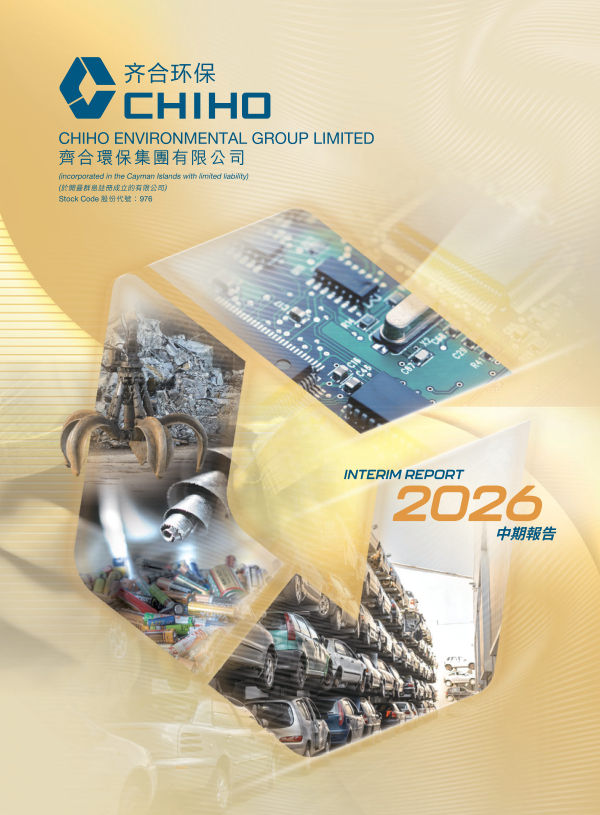 齐合环保
CHIHO
CHIHO ENVIRONMENTAL GROUP LIMITED
齊合環保集團有限公司
(incorporated in the Cayman Islands with limited liability)
(於開曼群島註冊成立的有限公司)
Stock Code 股份代號：976
INTERIM REPORT
2026
中期報告